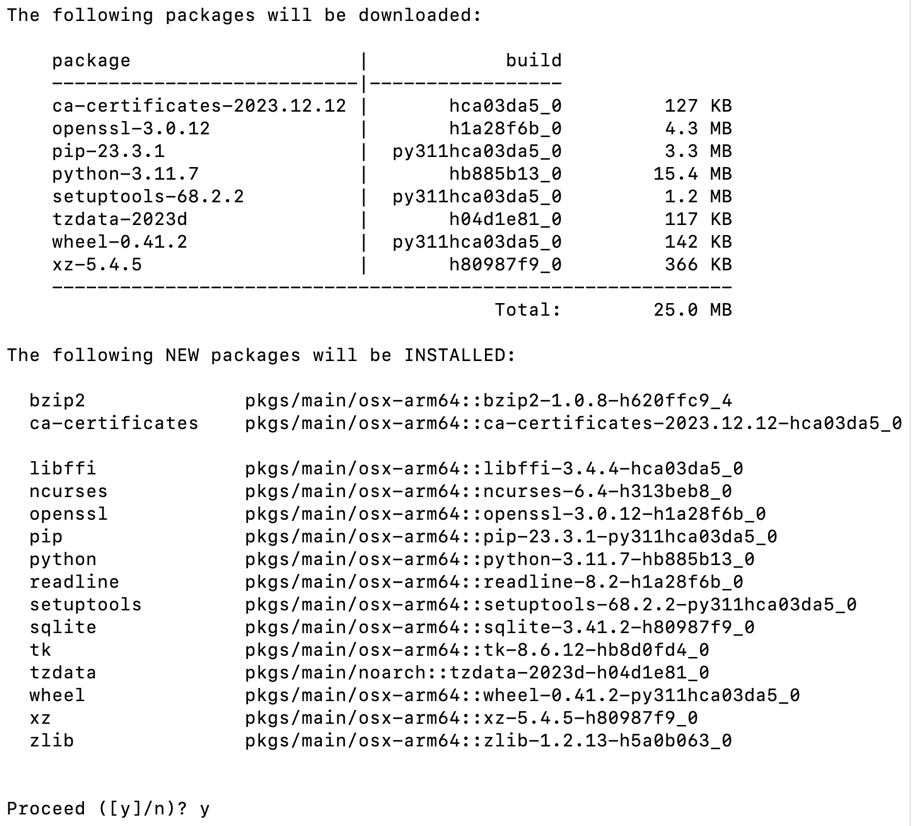 The following packages will be downloaded:
package | build
---------------------------|-----------------
ca-certificates-2023.12.12 | hca03da5_0 127 KB
openssl-3.0.12 | h1a28f6b_0 4.3 MB
pip-23.3.1 | py311hca03da5_0 3.3 MB
python-3.11.7 | hb885b13_0 15.4 MB
setuptools-68.2.2 | py311hca03da5_0 1.2 MB
tzdata-2023d | h04d1e81_0 117 KB
wheel-0.41.2 | py311hca03da5_0 142 KB
xz-5.4.5 | h80987f9_0 366 KB
------------------------------------------------------------
Total: 25.0 MB
The following NEW packages will be INSTALLED:
bzip2 pkgs/main/osx-arm64::bzip2-1.0.8-h620ffc9_4
ca-certificates pkgs/main/osx-arm64::ca-certificates-2023.12.12-hca03da5_0
libffi pkgs/main/osx-arm64::libffi-3.4.4-hca03da5_0
ncurses pkgs/main/osx-arm64::ncurses-6.4-h313beb8_0
openssl pkgs/main/osx-arm64::openssl-3.0.12-h1a28f6b_0
pip pkgs/main/osx-arm64::pip-23.3.1-py311hca03da5_0
python pkgs/main/osx-arm64::python-3.11.7-hb885b13_0
readline pkgs/main/osx-arm64::readline-8.2-h1a28f6b_0
setuptools pkgs/main/osx-arm64::setuptools-68.2.2-py311hca03da5_0
sqlite pkgs/main/osx-arm64::sqlite-3.41.2-h80987f9_0
tk pkgs/main/osx-arm64::tk-8.6.12-hb8d0fd4_0
tzdata pkgs/main/noarch::tzdata-2023d-h04d1e81_0
wheel pkgs/main/osx-arm64::wheel-0.41.2-py311hca03da5_0
xz pkgs/main/osx-arm64::xz-5.4.5-h80987f9_0
zlib pkgs/main/osx-arm64::zlib-1.2.13-h5a0b063_0
Proceed ([y]/n)? y